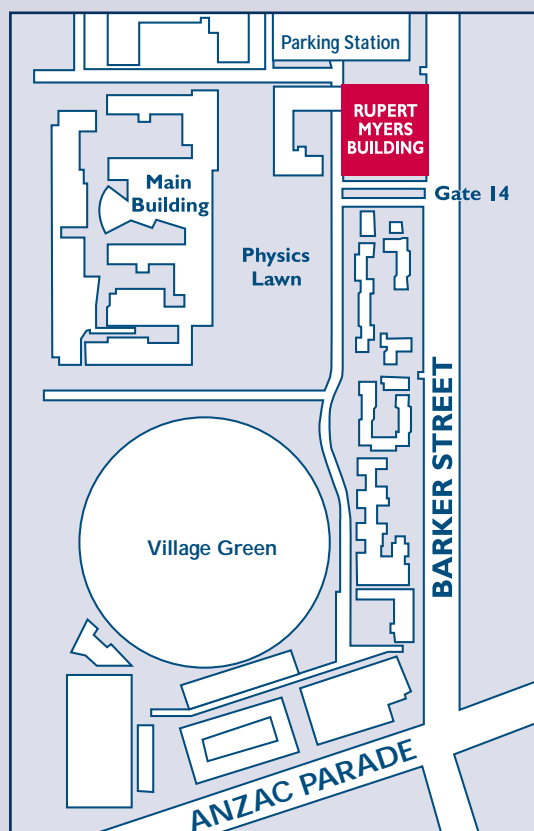 Parking Station
RUPERT
MYERS
BUILDING
Gate 14
Main
Building
Physics
Lawn
BARKER STREET
Village Green
ANZAC PARADE